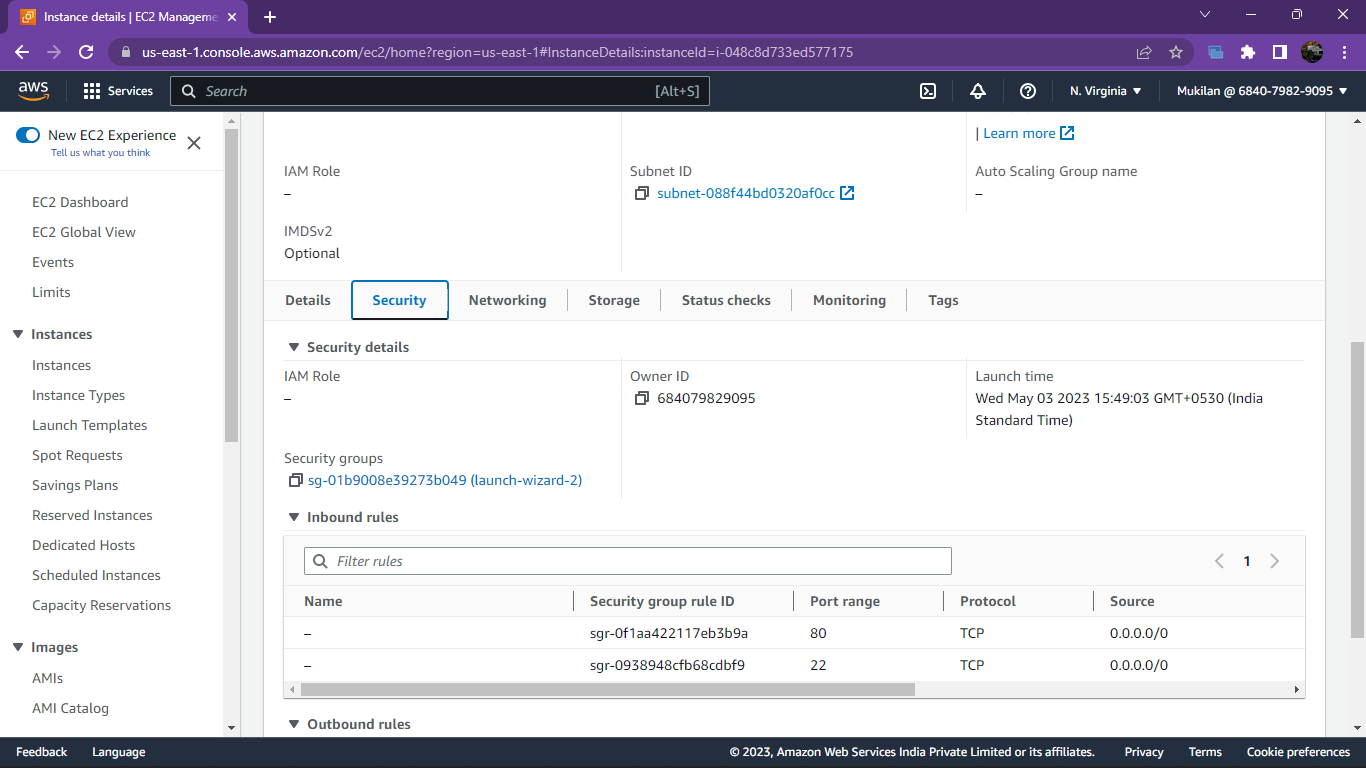 Instance details | EC2 Manageme
us-east-1.console.aws.amazon.com/ec2/home?region=us-east-1#InstanceDetails:instanceId=i-048c8d733ed577175
aws
Services
Search
[Alt+S]
N. Virginia
Mukilan @ 6840-7982-9095
New EC2 Experience
Tell us what you think
EC2 Dashboard
EC2 Global View
Events
Limits
Instances
Instances
Instance Types
Launch Templates
Spot Requests
Savings Plans
Reserved Instances
Dedicated Hosts
Scheduled Instances
Capacity Reservations
Images
AMIs
AMI Catalog
| Learn more
IAM Role
–
Subnet ID
subnet-088f44bd0320af0cc
Auto Scaling Group name
–
IMDSv2
Optional
Details
Security
Networking
Storage
Status checks
Monitoring
Tags
Security details
IAM Role
–
Owner ID
684079829095
Launch time
Wed May 03 2023 15:49:03 GMT+0530 (India
Standard Time)
Security groups
sg-01b9008e39273b049 (launch-wizard-2)
Inbound rules
Filter rules
1
Name Security group rule ID Port range Protocol Source
– sgr-0f1aa422117eb3b9a 80 TCP 0.0.0.0/0
– sgr-0938948cfb68cdbf9 22 TCP 0.0.0.0/0
Outbound rules
Feedback
Language
© 2023, Amazon Web Services India Private Limited or its affiliates.
Privacy
Terms
Cookie preferences